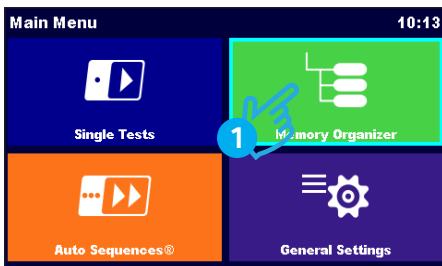 Main Menu 10:13
Single Tests
Memory Organizer
1
Auto Sequences®
General Settings